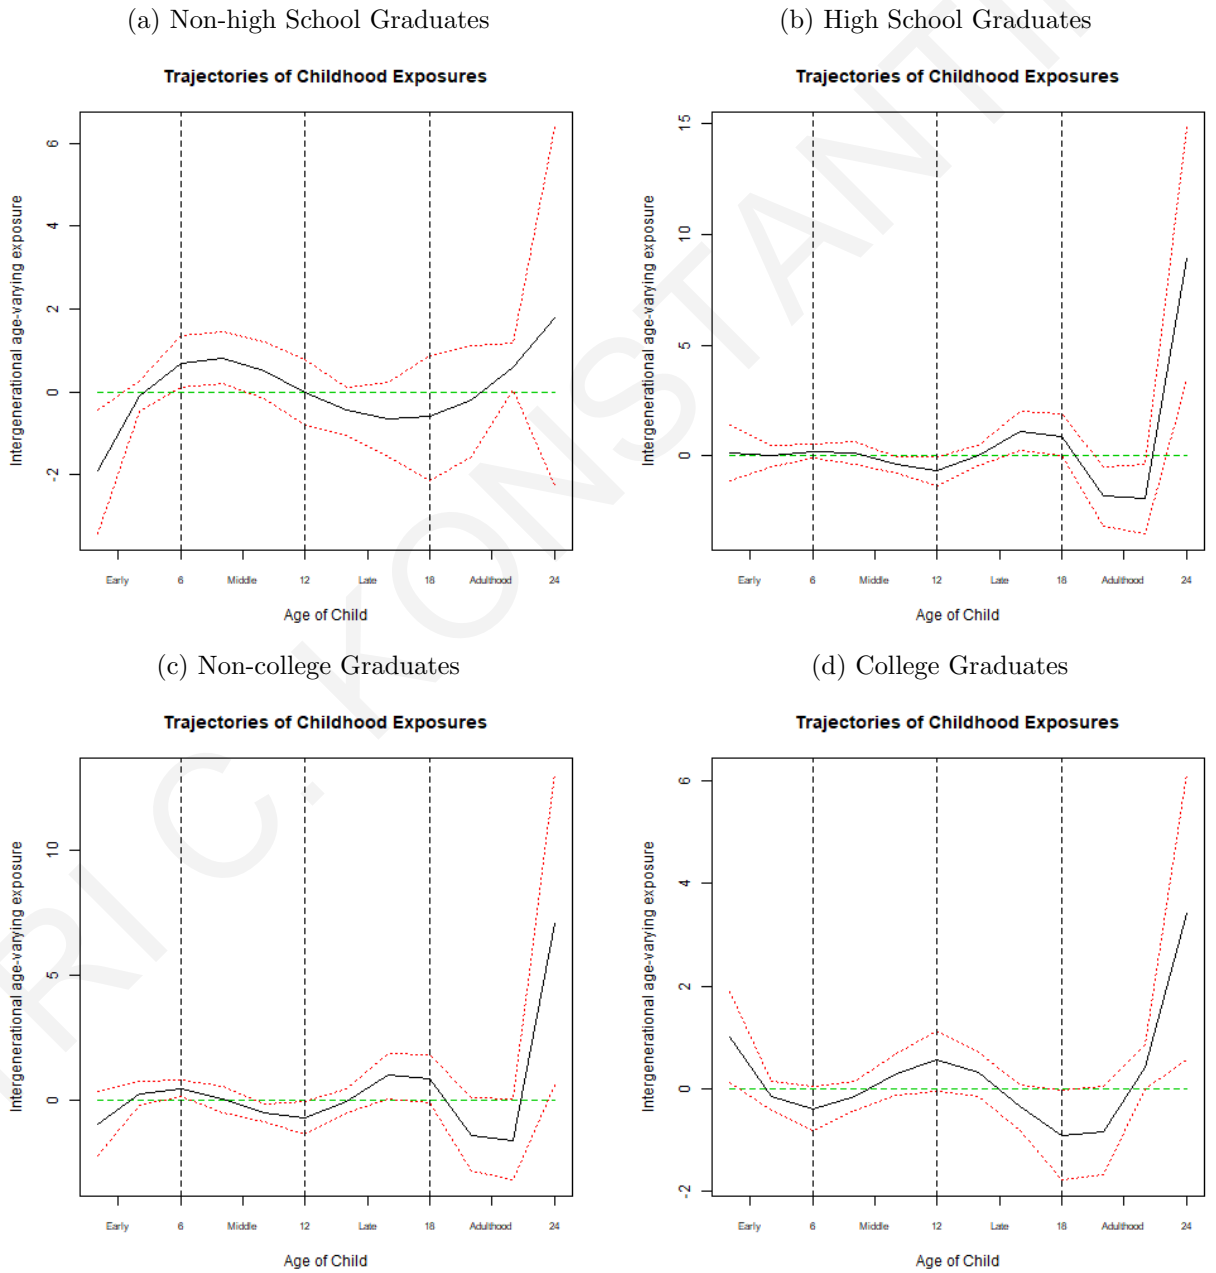 (a) Non-high School Graduates
(b) High School Graduates
Trajectories of Childhood Exposures
Intergenerational age-varying exposure
6
4
2
0
-2
Early 6 Middle 12 Late 18 Adulthood 24
Age of Child
Trajectories of Childhood Exposures
Intergenerational age-varying exposure
15
10
5
0
Early 6 Middle 12 Late 18 Adulthood 24
Age of Child
(c) Non-college Graduates
(d) College Graduates
Trajectories of Childhood Exposures
Intergenerational age-varying exposure
10
5
0
Early 6 Middle 12 Late 18 Adulthood 24
Age of Child
Trajectories of Childhood Exposures
Intergenerational age-varying exposure
6
4
2
0
-2
Early 6 Middle 12 Late 18 Adulthood 24
Age of Child
RI C. KONSTANTI